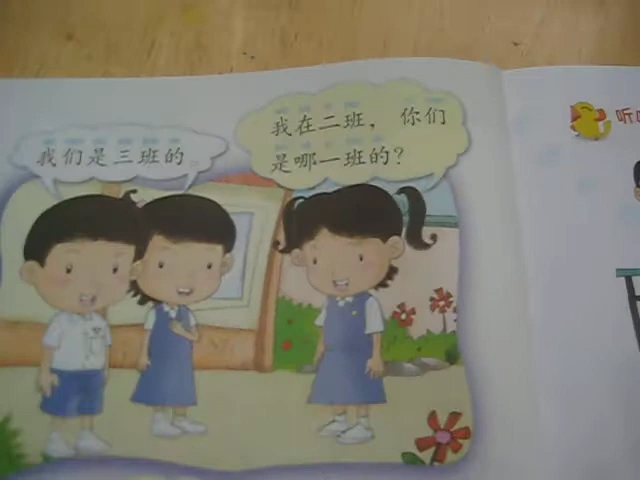 我在二班，你们
是哪一班的？
我们是三班的。
听